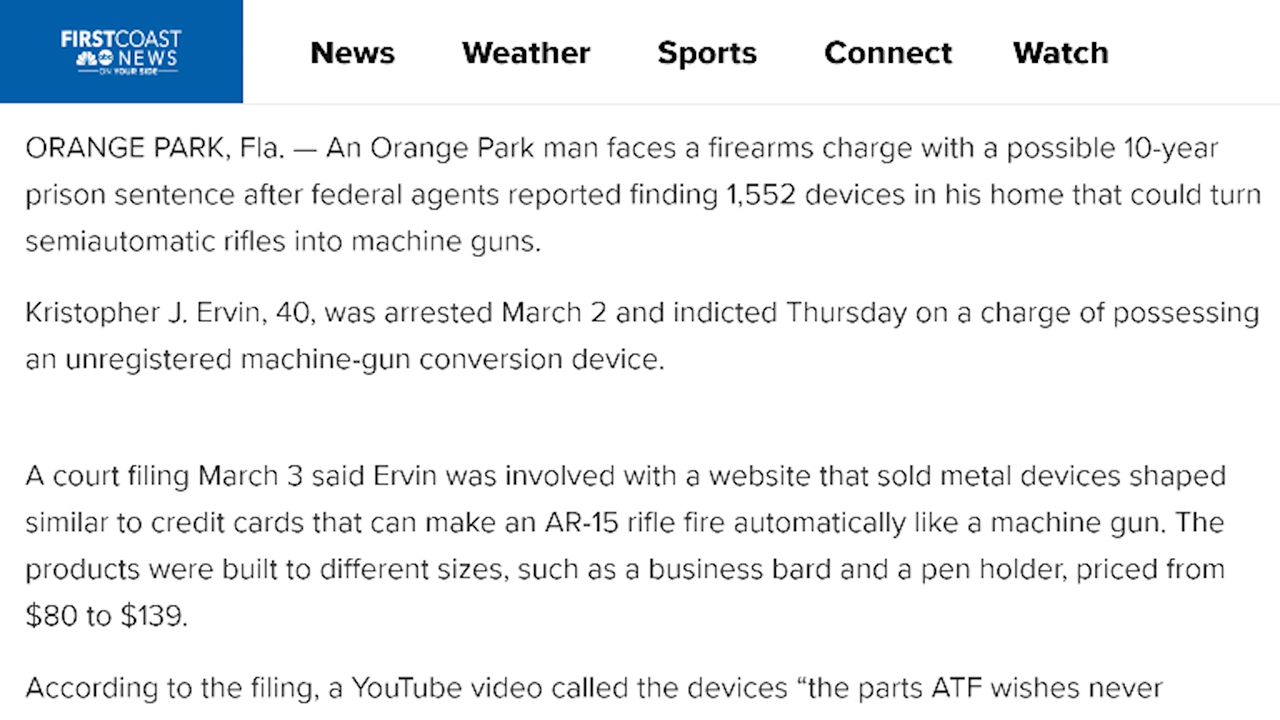 FIRSTCOAST
NEWS
ON YOUR SIDE
News Weather Sports Connect Watch
ORANGE PARK, Fla. — An Orange Park man faces a firearms charge with a possible 10-year
prison sentence after federal agents reported finding 1,552 devices in his home that could turn
semiautomatic rifles into machine guns.
Kristopher J. Ervin, 40, was arrested March 2 and indicted Thursday on a charge of possessing
an unregistered machine-gun conversion device.
A court filing March 3 said Ervin was involved with a website that sold metal devices shaped
similar to credit cards that can make an AR-15 rifle fire automatically like a machine gun. The
products were built to different sizes, such as a business bard and a pen holder, priced from
$80 to $139.
According to the filing, a YouTube video called the devices “the parts ATF wishes never